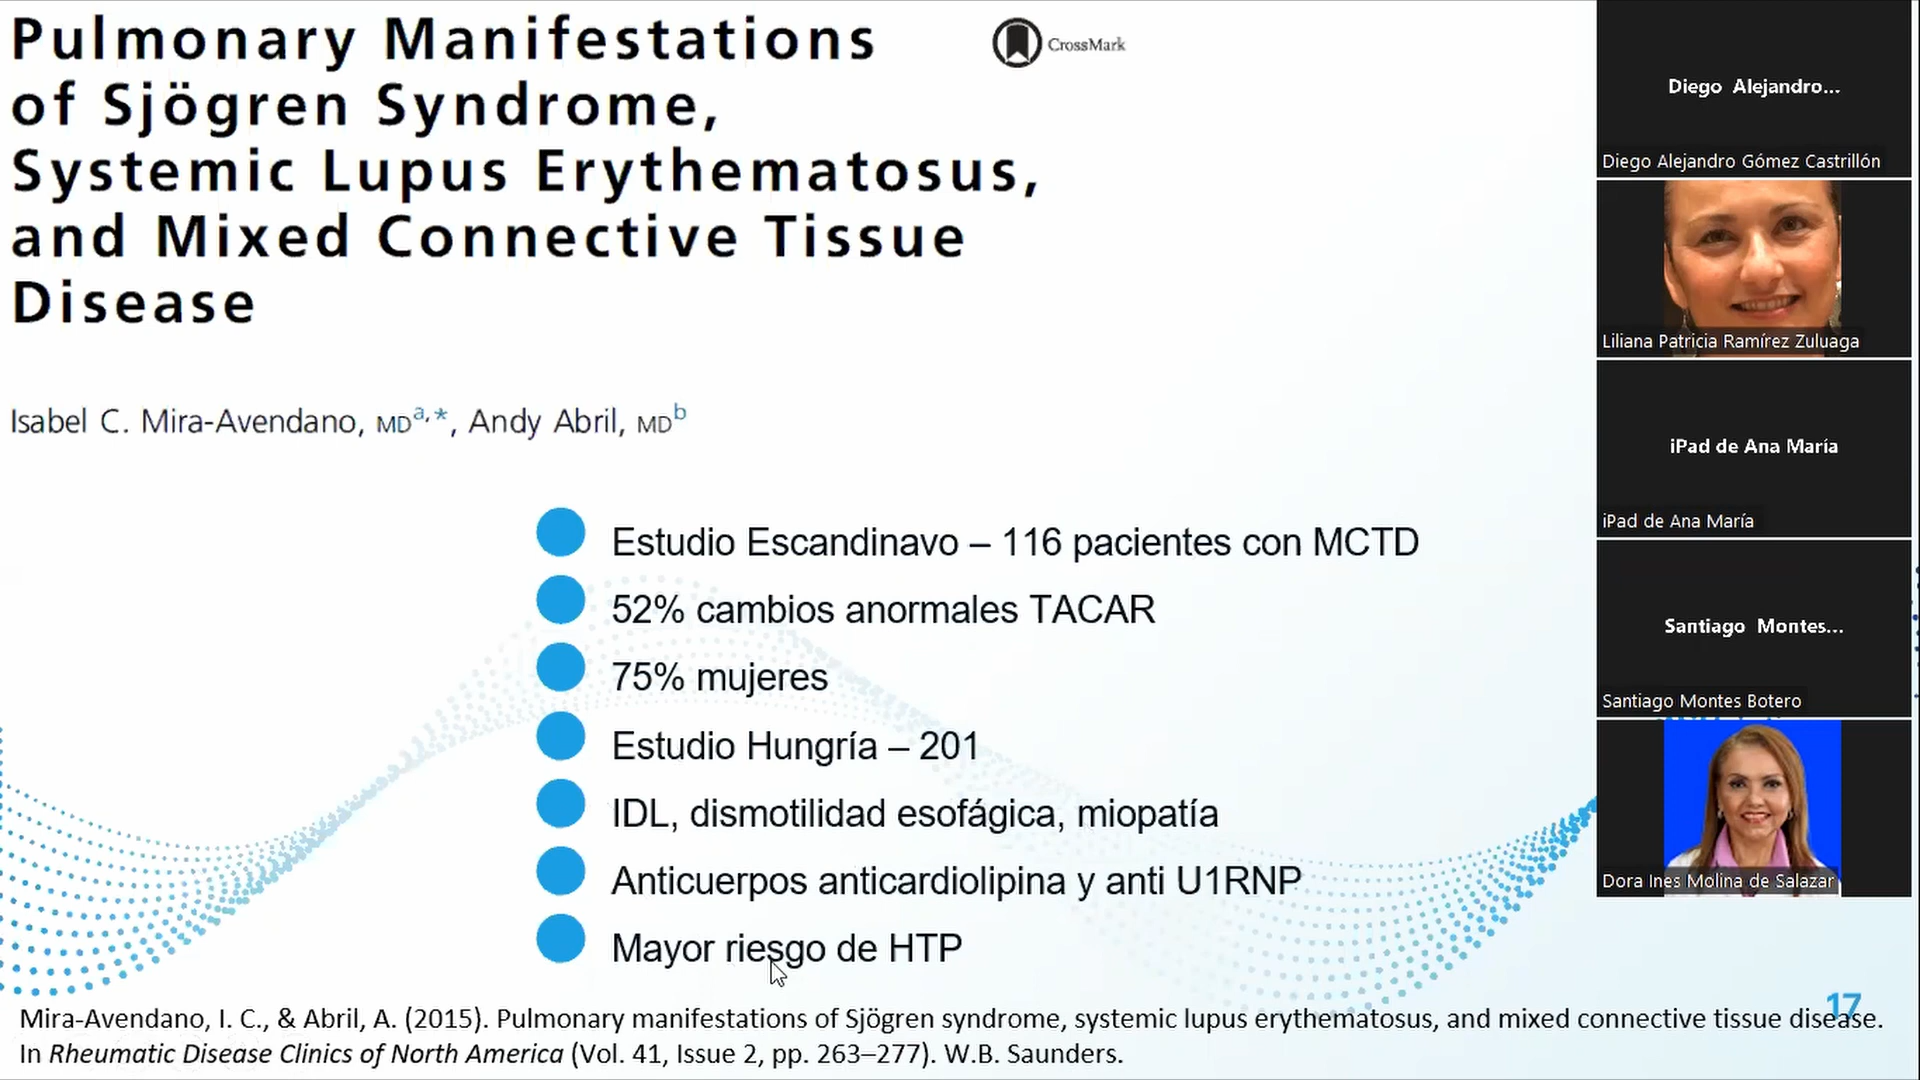 Pulmonary Manifestations
of Sjögren Syndrome,
Systemic Lupus Erythematosus,
and Mixed Connective Tissue
Disease
CrossMark
Isabel C. Mira-Avendano, MDa,*, Andy Abril, MDb
Estudio Escandinavo – 116 pacientes con MCTD
52% cambios anormales TACAR
75% mujeres
Estudio Hungría – 201
IDL, dismotilidad esofágica, miopatía
Anticuerpos anticardiolipina y anti U1RNP
Mayor riesgo de HTP
17
Mira-Avendano, I. C., & Abril, A. (2015). Pulmonary manifestations of Sjögren syndrome, systemic lupus erythematosus, and mixed connective tissue disease.
In Rheumatic Disease Clinics of North America (Vol. 41, Issue 2, pp. 263–277). W.B. Saunders.
Diego Alejandro...
Diego Alejandro Gómez Castrillón
Liliana Patricia Ramírez Zuluaga
iPad de Ana María
iPad de Ana María
Santiago Montes...
Santiago Montes Botero
Dora Ines Molina de Salazar